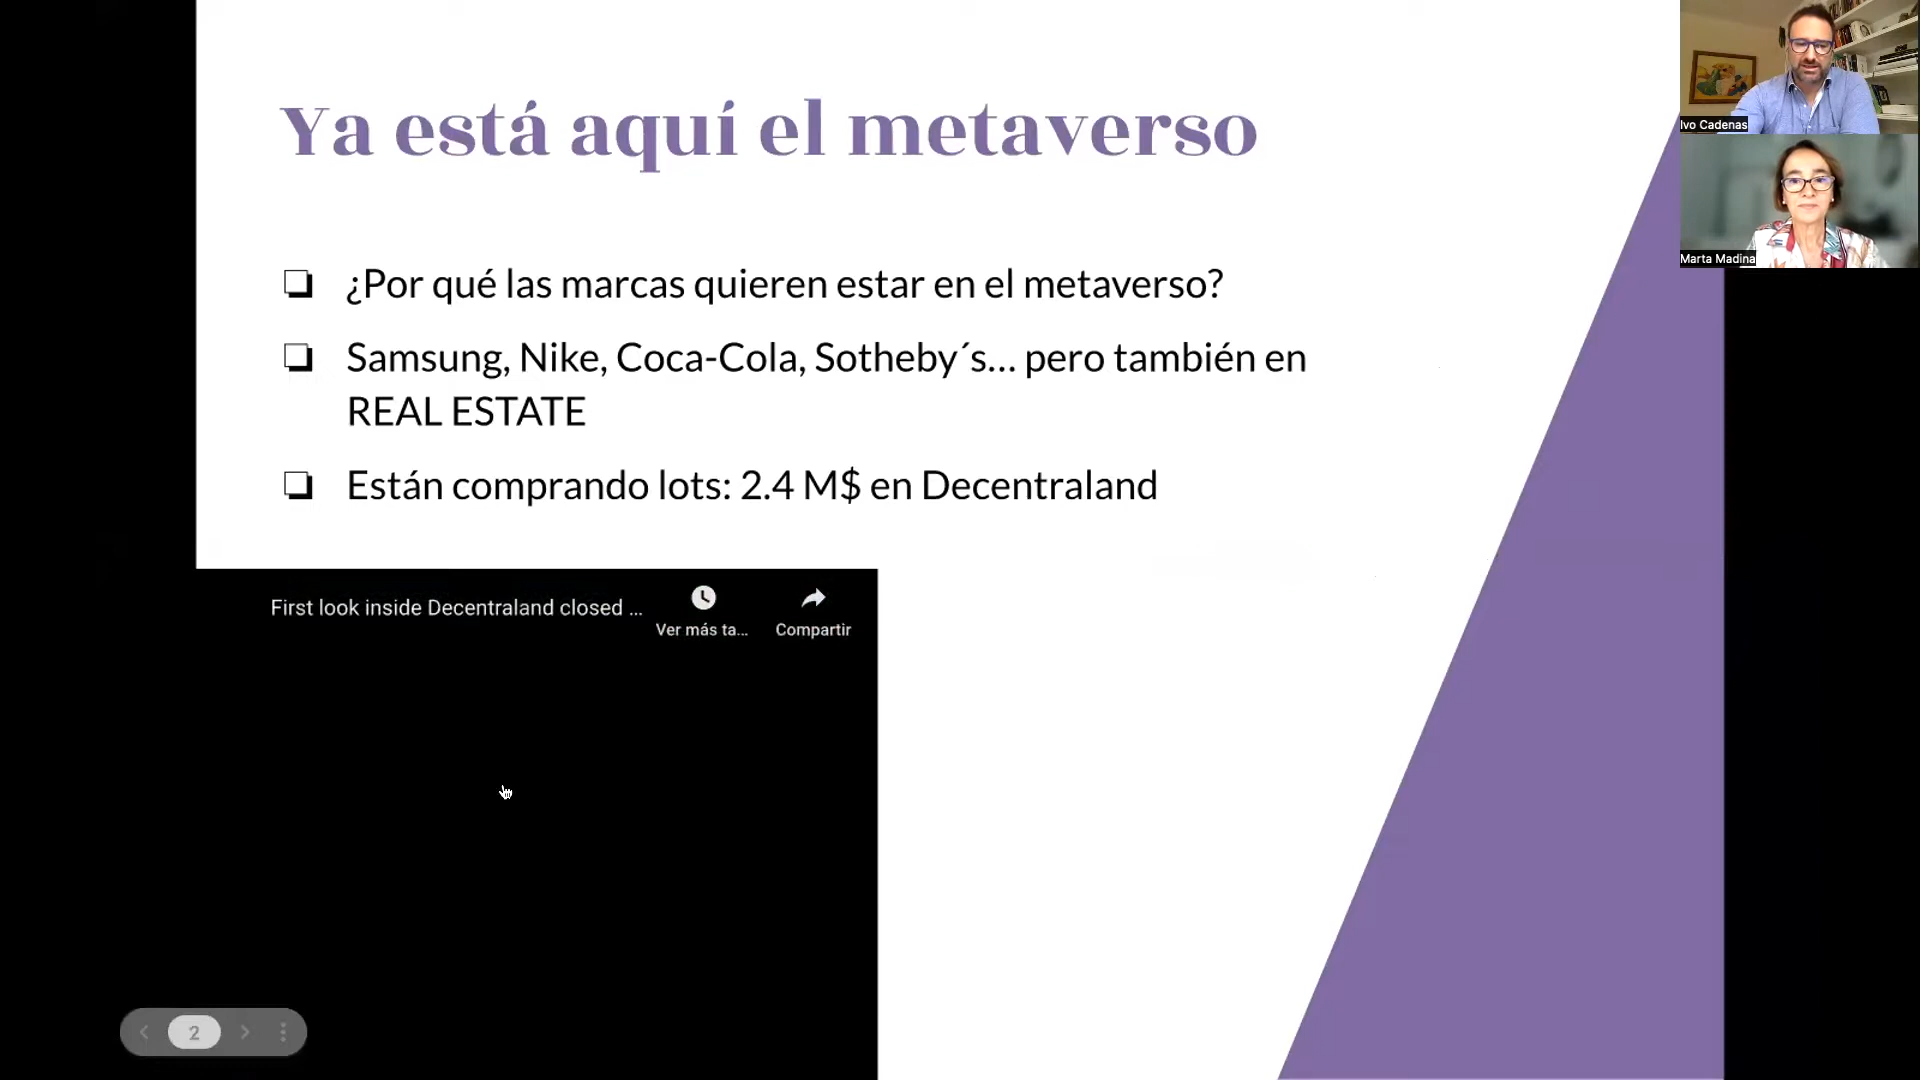 Ya está aquí el metaverso
¿Por qué las marcas quieren estar en el metaverso?
Samsung, Nike, Coca-Cola, Sotheby´s... pero también en
REAL ESTATE
Están comprando lots: 2.4 M$ en Decentraland
First look inside Decentraland closed ...
Ver más ta...
Compartir
2
Ivo Cadenas
Marta Madina